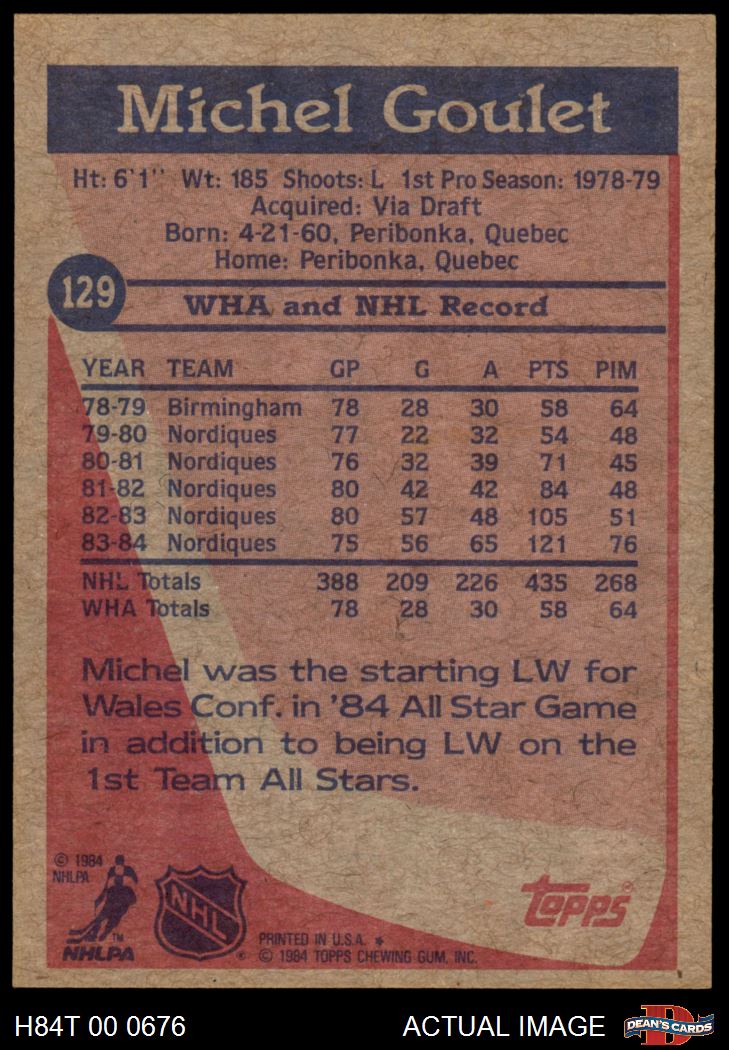 Michel Goulet
Ht: 6'1'' Wt: 185 Shoots: L 1st Pro Season: 1978-79
Acquired: Via Draft
Born: 4-21-60, Peribonka, Quebec
Home: Peribonka, Quebec
129
WHA and NHL Record
YEAR TEAM GP G A PTS PIM
78-79 Birmingham 78 28 30 58 64
79-80 Nordiques 77 22 32 54 48
80-81 Nordiques 76 32 39 71 45
81-82 Nordiques 80 42 42 84 48
82-83 Nordiques 80 57 48 105 51
83-84 Nordiques 75 56 65 121 76
NHL Totals 388 209 226 435 268
WHA Totals 78 28 30 58 64
Michel was the starting LW for
Wales Conf. in '84 All Star Game
in addition to being LW on the
1st Team All Stars.
© 1984
NHLPA
TM
NHLPA
NHL
®
topps®
PRINTED IN U.S.A. *
© 1984 TOPPS CHEWING GUM, INC.
H84T 00 0676
ACTUAL IMAGE
D
DEAN'S CARDS